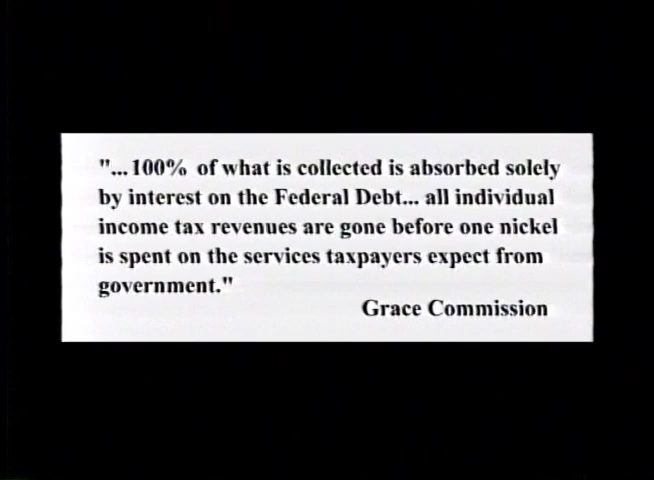 "...100% of what is collected is absorbed solely
by interest on the Federal Debt... all individual
income tax revenues are gone before one nickel
is spent on the services taxpayers expect from
government."
Grace Commission